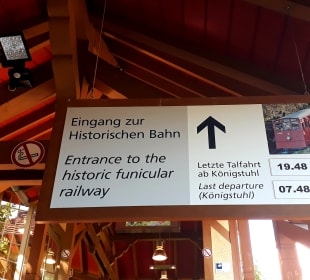 Eingang zur
Historischen Bahn
Entrance to the
historic funicular
railway
Letzte Talfahrt
ab Königstuhl
Last departure
(Königstuhl)
19.48
07.48